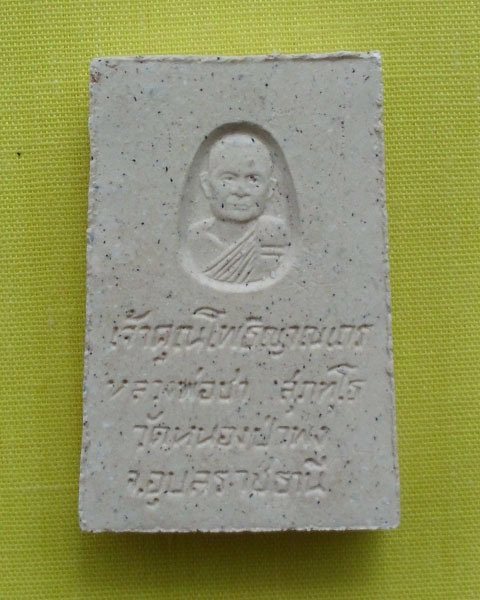 เจ้าคุณโพธิญาณเถร
หลวงพ่อชา สุภทฺโธ
วัดหนองป่าพง
จ.อุบลราชธานี